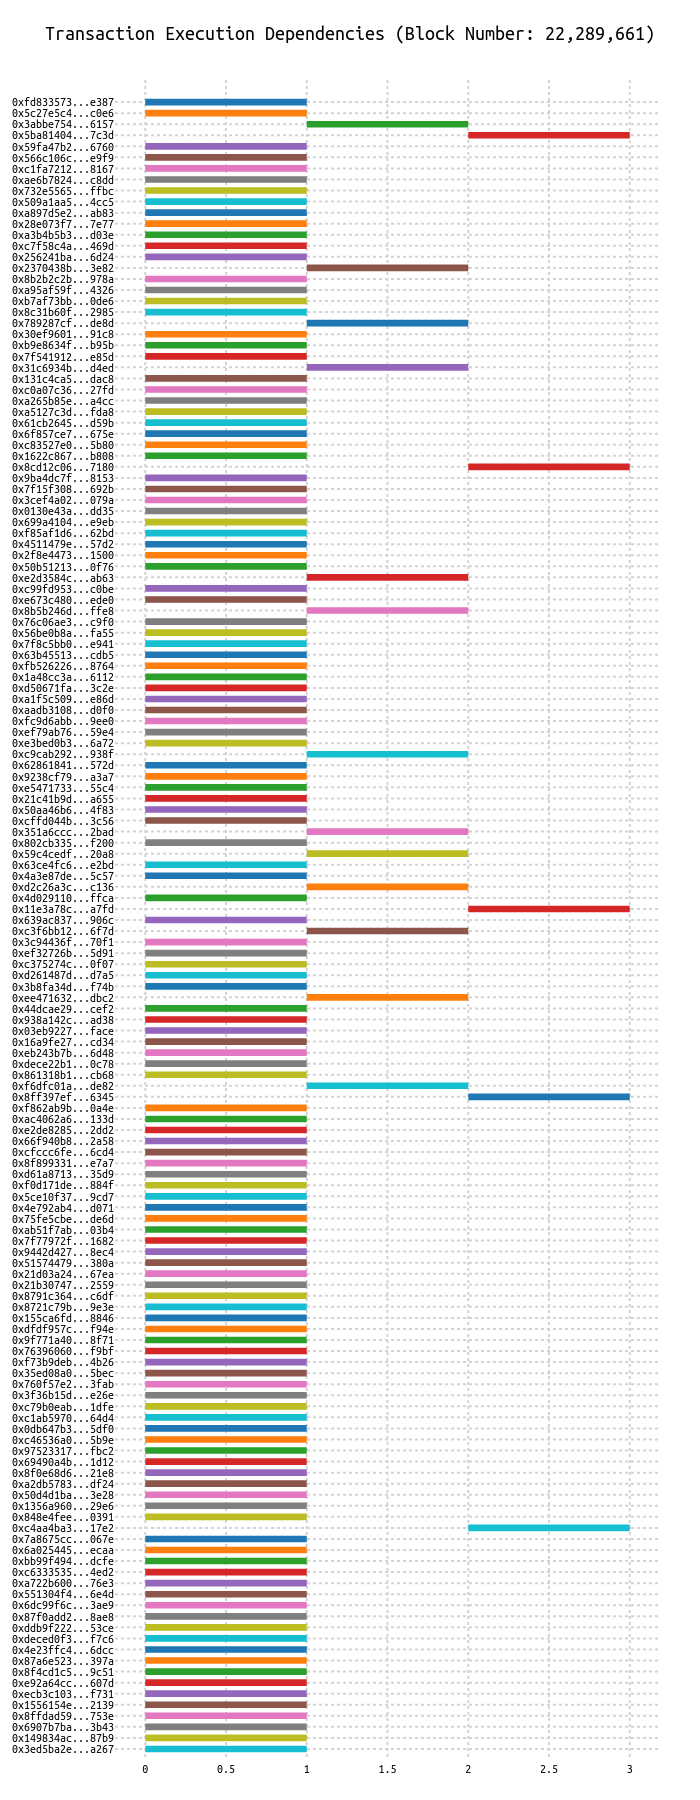 Transaction Execution Dependencies (Block Number: 22,289,661)
0xfd833573...e387
0x5c27e5c4...c0e6
0x3abbe754...6157
0x5ba81404...7c3d
0x59fa47b2...6760
0x566c106c...e9f9
0xc1fa7212...8167
0xae6b7824...c8dd
0x732e5565...ffbc
0x509a1aa5...4cc5
0xa897d5e2...ab83
0x28e073f7...7e77
0xa3b4b5b3...d03e
0xc7f58c4a...469d
0x256241ba...6d24
0x2370438b...3e82
0x8b2b2c2b...978a
0xa95af59f...4326
0xb7af73bb...0de6
0x8c31b60f...2985
0x789287cf...de8d
0x30ef9601...91c8
0xb9e8634f...b95b
0x7f541912...e85d
0x31c6934b...d4ed
0x131c4ca5...dac8
0xc0a07c36...27fd
0xa265b85e...a4cc
0xa5127c3d...fda8
0x61cb2645...d59b
0x6f857ce7...675e
0xc83527e0...5b80
0x1622c867...b808
0x8cd12c06...7180
0x9ba4dc7f...8153
0x7f15f308...692b
0x3cef4a02...079a
0x0130e43a...dd35
0x699a4104...e9eb
0xf85af1d6...62bd
0x4511479e...57d2
0x2f8e4473...1500
0x50b51213...0f76
0xe2d3584c...ab63
0xc99fd953...c0be
0xe673c480...ede0
0x8b5b246d...ffe8
0x76c06ae3...c9f0
0x56be0b8a...fa55
0x7f8c5bb0...e941
0x63b45513...cdb5
0xfb526226...8764
0x1a48cc3a...6112
0xd50671fa...3c2e
0xa1f5c509...e86d
0xaadb3108...d0f0
0xfc9d6abb...9ee0
0xef79ab76...59e4
0xe3bed0b3...6a72
0xc9cab292...938f
0x62861841...572d
0x9238cf79...a3a7
0xe5471733...55c4
0x21c41b9d...a655
0x50aa46b6...4f83
0xcffd044b...3c56
0x351a6ccc...2bad
0x802cb335...f200
0x59c4cedf...20a8
0x63ce4fc6...e2bd
0x4a3e87de...5c57
0xd2c26a3c...c136
0x4d029110...ffca
0x11e3a78c...a7fd
0x639ac837...906c
0xc3f6bb12...6f7d
0x3c94436f...70f1
0xef32726b...5d91
0xc375274c...0f07
0xd261487d...d7a5
0x3b8fa34d...f74b
0xee471632...dbc2
0x44dcae29...cef2
0x938a142c...ad38
0x03eb9227...face
0x16a9fe27...cd34
0xeb243b7b...6d48
0xdece22b1...0c78
0x861318b1...cb68
0xf6dfc01a...de82
0x8ff397ef...6345
0xf862ab9b...0a4e
0xac4062a6...133d
0xe2de8285...2dd2
0x66f940b8...2a58
0xcfccc6fe...6cd4
0x8f899331...e7a7
0xd61a8713...35d9
0xf0d171de...884f
0x5ce10f37...9cd7
0x4e792ab4...d071
0x75fe5cbe...de6d
0xab51f7ab...03b4
0x7f77972f...1682
0x9442d427...8ec4
0x51574479...380a
0x21d03a24...67ea
0x21b30747...2559
0x8791c364...c6df
0x8721c79b...9e3e
0x155ca6fd...8846
0xdfdf957c...f94e
0x9f771a40...8f71
0x76396060...f9bf
0xf73b9deb...4b26
0x35ed08a0...5bec
0x760f57e2...3fab
0x3f36b15d...e26e
0xc79b0eab...1dfe
0xc1ab5970...64d4
0x0db647b3...5df0
0xc46536a0...5b9e
0x97523317...fbc2
0x69490a4b...1d12
0x8f0e68d6...21e8
0xa2db5783...df24
0x50d4d1ba...3e28
0x1356a960...29e6
0x848e4fee...0391
0xc4aa4ba3...17e2
0x7a8675cc...067e
0x6a025445...ecaa
0xbb99f494...dcfe
0xc6333535...4ed2
0xa722b600...76e3
0x551304f4...6e4d
0x6dc99f6c...3ae9
0x87f0add2...8ae8
0xddb9f222...53ce
0xdeced0f3...f7c6
0x4e23ffc4...6dcc
0x87a6e523...397a
0x8f4cd1c5...9c51
0xe92a64cc...607d
0xecb3c103...f731
0x1556154e...2139
0x8ffdad59...753e
0x6907b7ba...3b43
0x149834ac...87b9
0x3ed5ba2e...a267
0 0.5 1 1.5 2 2.5 3